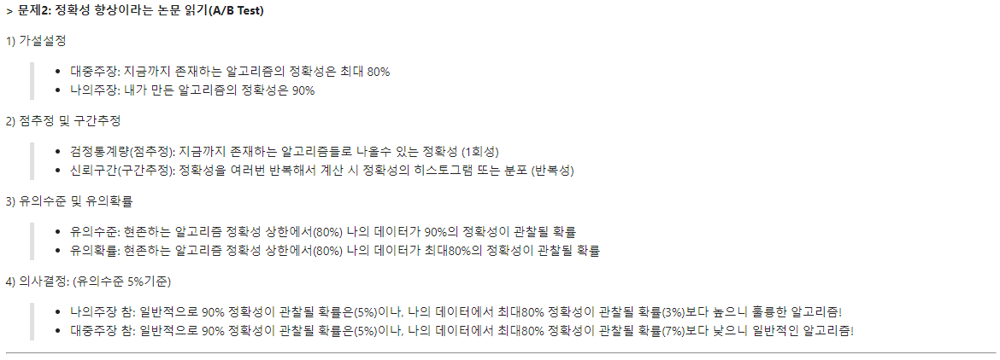 > 문제2: 정확성 향상이라는 논문 읽기(A/B Test)
1) 가설설정
• 대중주장: 지금까지 존재하는 알고리즘의 정확성은 최대 80%
• 나의주장: 내가 만든 알고리즘의 정확성은 90%
2) 점추정 및 구간추정
• 검정통계량(점추정): 지금까지 존재하는 알고리즘들로 나올수 있는 정확성 (1회성)
• 신뢰구간(구간추정): 정확성을 여러번 반복해서 계산 시 정확성의 히스토그램 또는 분포 (반복성)
3) 유의수준 및 유의확률
• 유의수준: 현존하는 알고리즘 정확성 상한에서(80%) 나의 데이터가 90%의 정확성이 관찰될 확률
• 유의확률: 현존하는 알고리즘 정확성 상한에서(80%) 나의 데이터가 최대80%의 정확성이 관찰될 확률
4) 의사결정: (유의수준 5%기준)
• 나의주장 참: 일반적으로 90% 정확성이 관찰될 확률은(5%)이나, 나의 데이터에서 최대80% 정확성이 관찰될 확률(3%)보다 높으니 훌륭한 알고리즘!
• 대중주장 참: 일반적으로 90% 정확성이 관찰될 확률은(5%)이나, 나의 데이터에서 최대80% 정확성이 관찰될 확률(7%)보다 낮으니 일반적인 알고리즘!